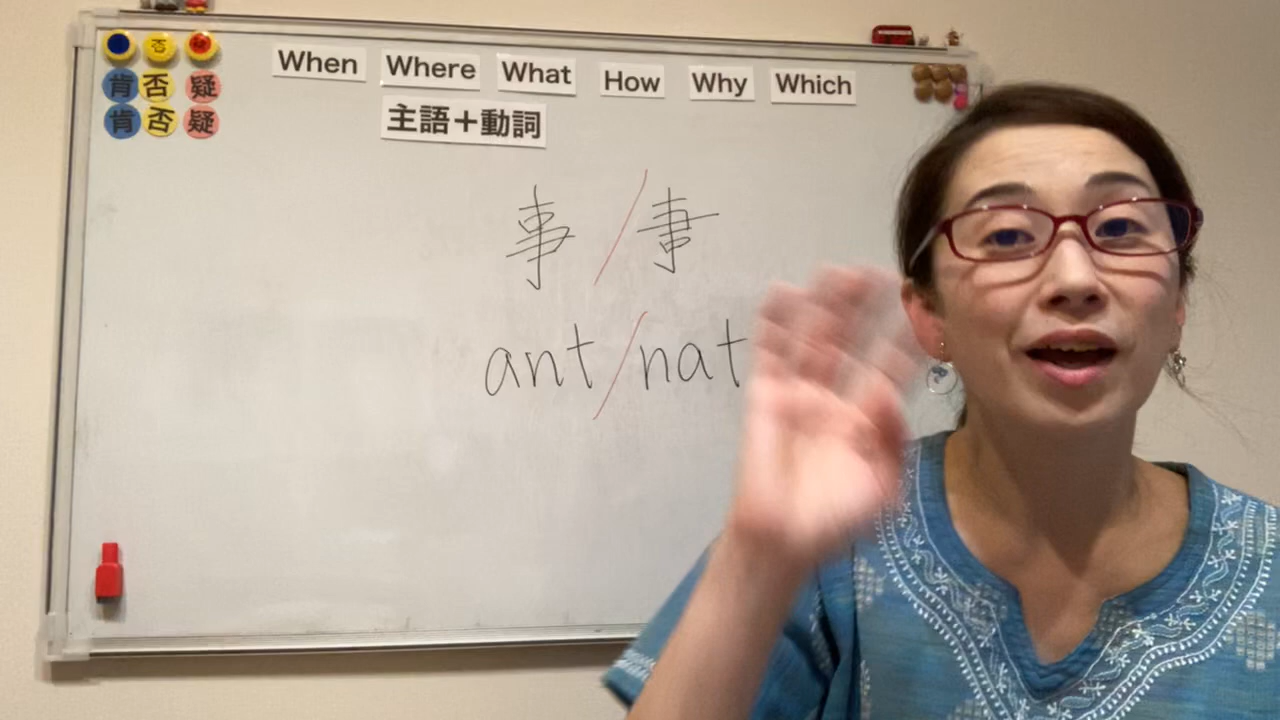 否
When Where What How Why Which
肯 否 疑
主語+動詞
肯 否 疑
事/
ant/nat